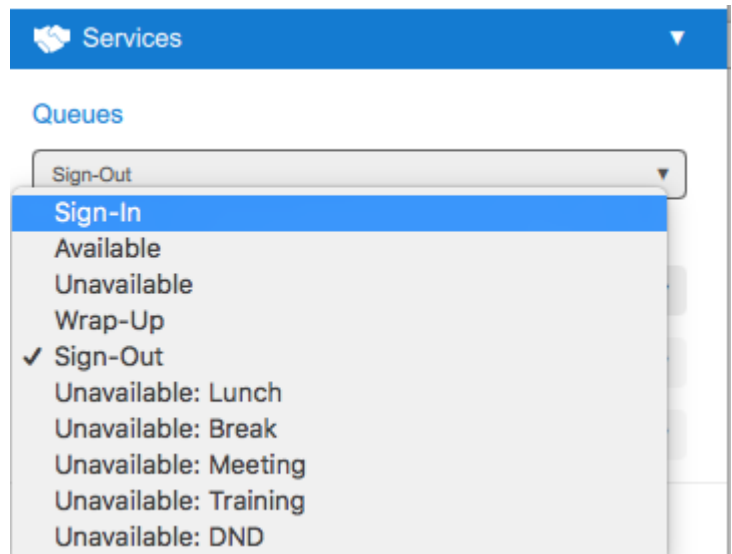 Services
Queues
Sign-Out
Sign-In
Available
Unavailable
Wrap-Up
Sign-Out
Unavailable: Lunch
Unavailable: Break
Unavailable: Meeting
Unavailable: Training
Unavailable: DND